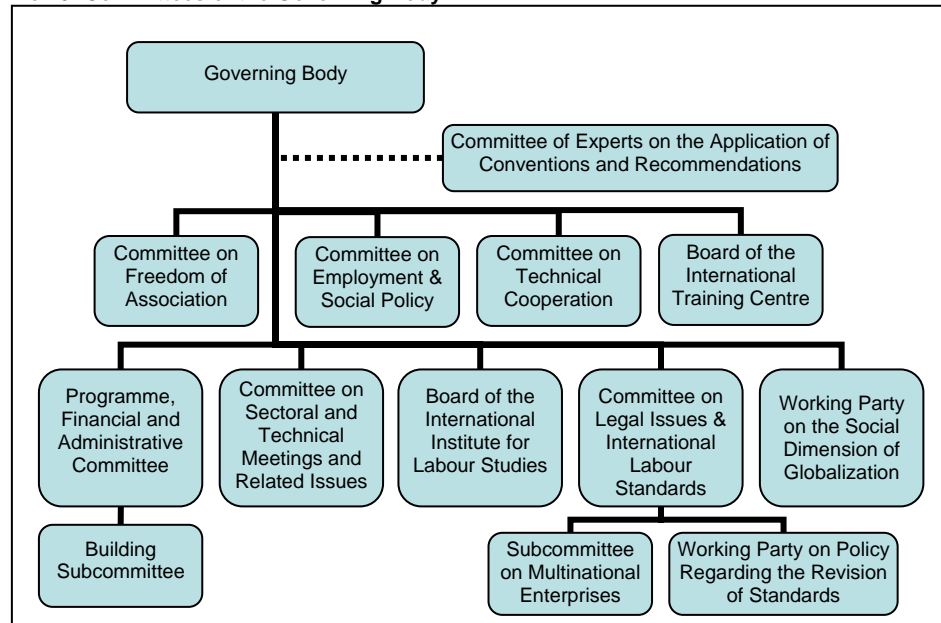 Governing Body
Committee of Experts on the Application of
Conventions and Recommendations
Committee on
Freedom of
Association
Committee on
Employment &
Social Policy
Committee on
Technical
Cooperation
Board of the
International
Training Centre
Programme,
Financial and
Administrative
Committee
Committee on
Sectoral and
Technical
Meetings and
Related Issues
Board of the
International
Institute for
Labour Studies
Committee on
Legal Issues &
International
Labour
Standards
Working Party
on the Social
Dimension of
Globalization
Building
Subcommittee
Subcommittee
on Multinational
Enterprises
Working Party on Policy
Regarding the Revision
of Standards